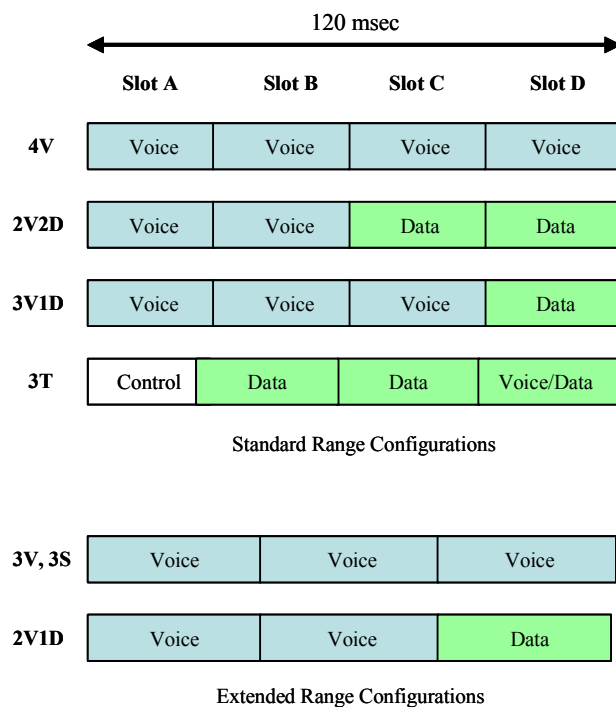 120 msec
Slot A Slot B Slot C Slot D
4V Voice Voice Voice Voice
2V2D Voice Voice Data Data
3V1D Voice Voice Voice Data
3T Control Data Data Voice/Data
Standard Range Configurations
3V, 3S Voice Voice Voice
2V1D Voice Voice Data
Extended Range Configurations